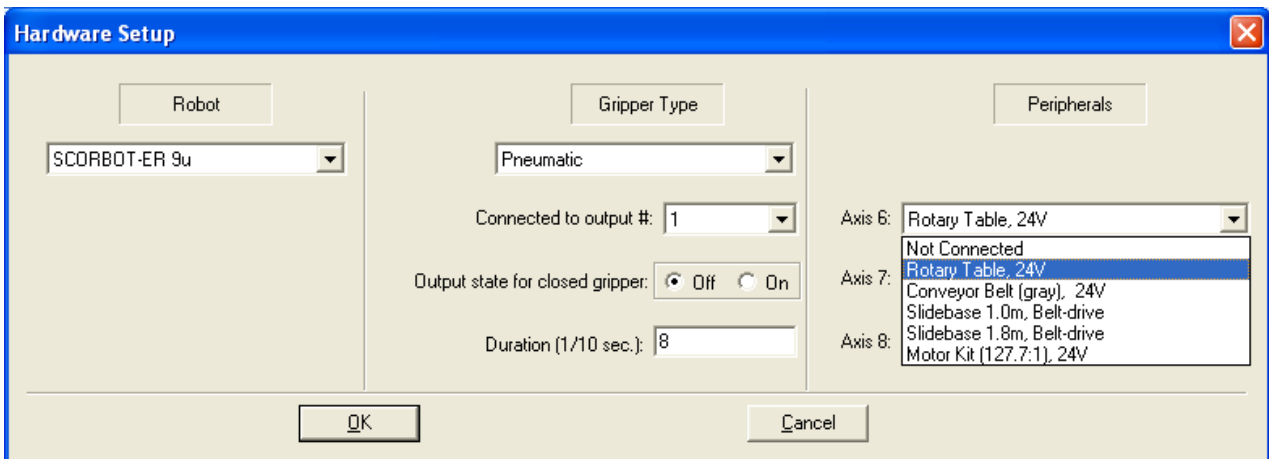 Hardware Setup
Robot
SCORBOT-ER 9u
Gripper Type
Pneumatic
Connected to output #: 1
Output state for closed gripper: Off On
Duration (1/10 sec.): 8
Peripherals
Axis 6: Rotary Table, 24V
Not Connected
Rotary Table, 24V
Conveyor Belt (gray), 24V
Slidebase 1.0m, Belt-drive
Slidebase 1.8m, Belt-drive
Motor Kit (127.7:1), 24V
Axis 7:
Axis 8:
OK
Cancel